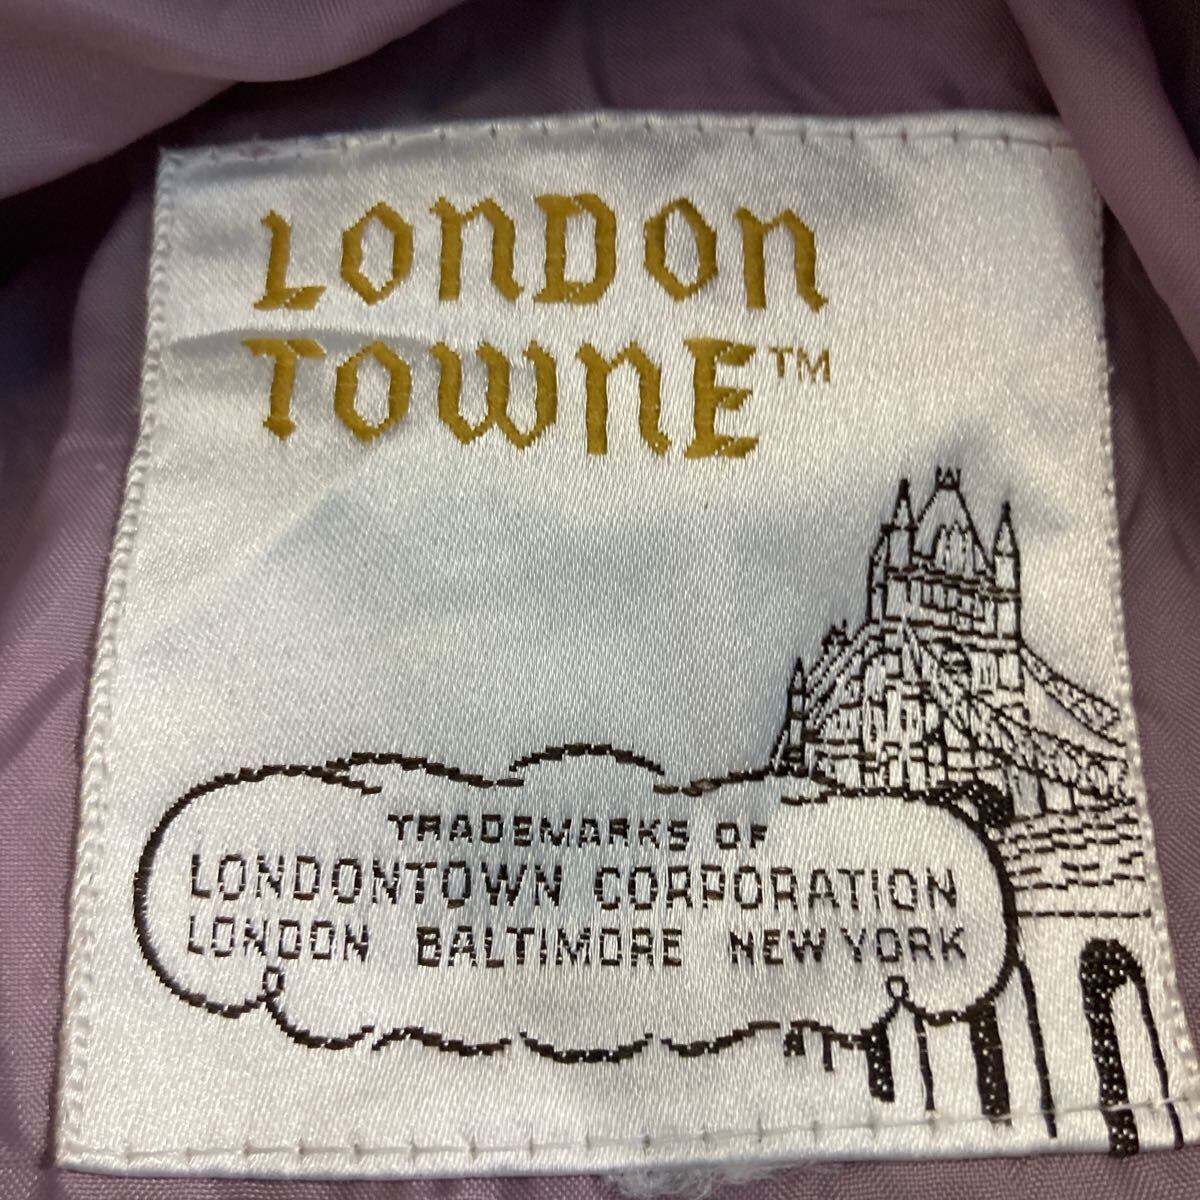 LONDON
TOWNE™
TRADEMARKS OF
LONDONTOWN CORPORATION
LONDON BALTIMORE NEW YORK